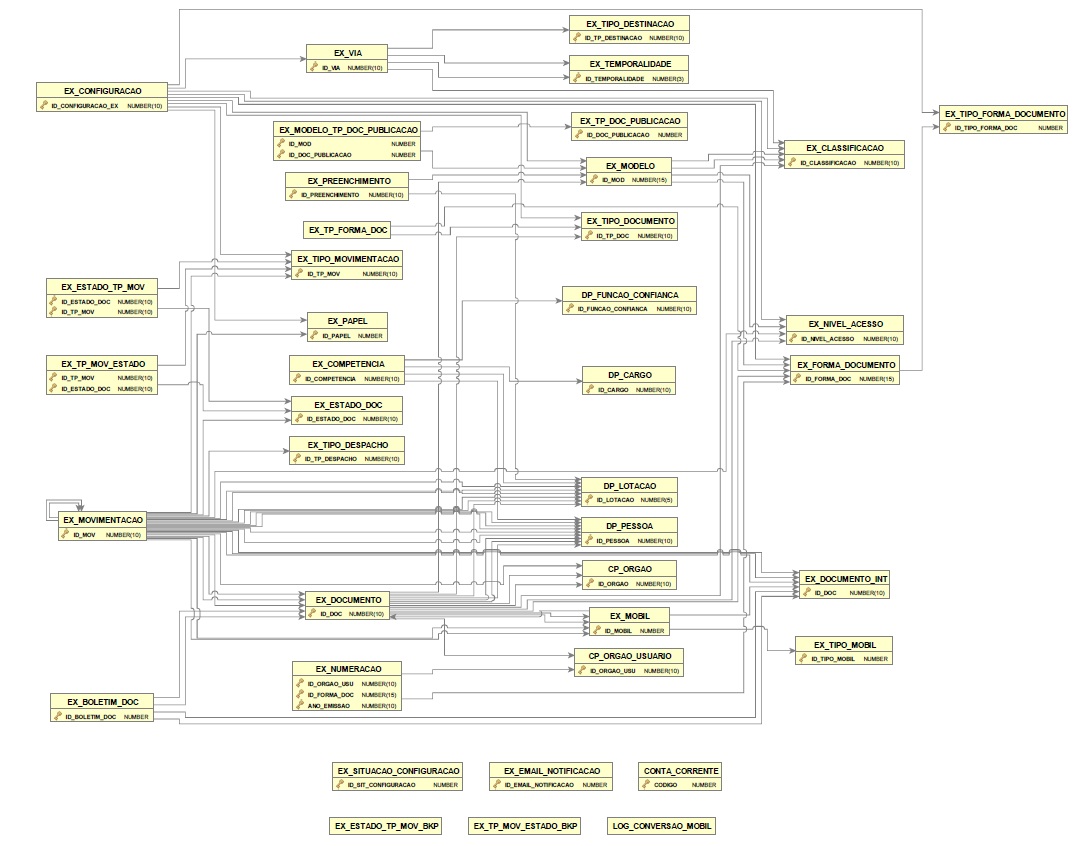 EX_TIPO_DESTINACAO
ID_TP_DESTINACAO NUMBER(10)
EX_VIA
ID_VIA NUMBER(10)
EX_TEMPORALIDADE
ID_TEMPORALIDADE NUMBER(3)
EX_CONFIGURACAO
ID_CONFIGURACAO_EX NUMBER(10)
EX_TIPO_FORMA_DOCUMENTO
ID_TIPO_FORMA_DOC NUMBER
EX_MODELO_TP_DOC_PUBLICACAO
ID_MOD NUMBER
ID_DOC_PUBLICACAO NUMBER
EX_TP_DOC_PUBLICACAO
ID_DOC_PUBLICACAO NUMBER
EX_CLASSIFICACAO
ID_CLASSIFICACAO NUMBER(10)
EX_MODELO
ID_MOD NUMBER(15)
EX_PREENCHIMENTO
ID_PREENCHIMENTO NUMBER(10)
EX_TP_FORMA_DOC
EX_TIPO_DOCUMENTO
ID_TP_DOC NUMBER(10)
EX_TIPO_MOVIMENTACAO
ID_TP_MOV NUMBER(10)
EX_ESTADO_TP_MOV
ID_ESTADO_DOC NUMBER(10)
ID_TP_MOV NUMBER(10)
DP_FUNCAO_CONFIANCA
ID_FUNCAO_CONFIANCA NUMBER(10)
EX_PAPEL
ID_PAPEL NUMBER
EX_NIVEL_ACESSO
ID_NIVEL_ACESSO NUMBER(10)
EX_TP_MOV_ESTADO
ID_TP_MOV NUMBER(10)
ID_ESTADO_DOC NUMBER(10)
EX_COMPETENCIA
ID_COMPETENCIA NUMBER(10)
EX_FORMA_DOCUMENTO
ID_FORMA_DOC NUMBER(15)
DP_CARGO
ID_CARGO NUMBER(10)
EX_ESTADO_DOC
ID_ESTADO_DOC NUMBER(10)
EX_TIPO_DESPACHO
ID_TP_DESPACHO NUMBER(10)
DP_LOTACAO
ID_LOTACAO NUMBER(5)
EX_MOVIMENTACAO
ID_MOV NUMBER(10)
DP_PESSOA
ID_PESSOA NUMBER(10)
CP_ORGAO
ID_ORGAO NUMBER(10)
EX_DOCUMENTO_INT
ID_DOC NUMBER(10)
EX_DOCUMENTO
ID_DOC NUMBER(10)
EX_MOBIL
ID_MOBIL NUMBER
EX_TIPO_MOBIL
ID_TIPO_MOBIL NUMBER
CP_ORGAO_USUARIO
ID_ORGAO_USU NUMBER(10)
EX_NUMERACAO
ID_ORGAO_USU NUMBER(10)
ID_FORMA_DOC NUMBER(15)
ANO_EMISSAO NUMBER(10)
EX_BOLETIM_DOC
ID_BOLETIM_DOC NUMBER
EX_SITUACAO_CONFIGURACAO
ID_SIT_CONFIGURACAO NUMBER
EX_EMAIL_NOTIFICACAO
ID_EMAIL_NOTIFICACAO NUMBER
CONTA_CORRENTE
CODIGO NUMBER
EX_ESTADO_TP_MOV_BKP
EX_TP_MOV_ESTADO_BKP
LOG_CONVERSAO_MOBIL